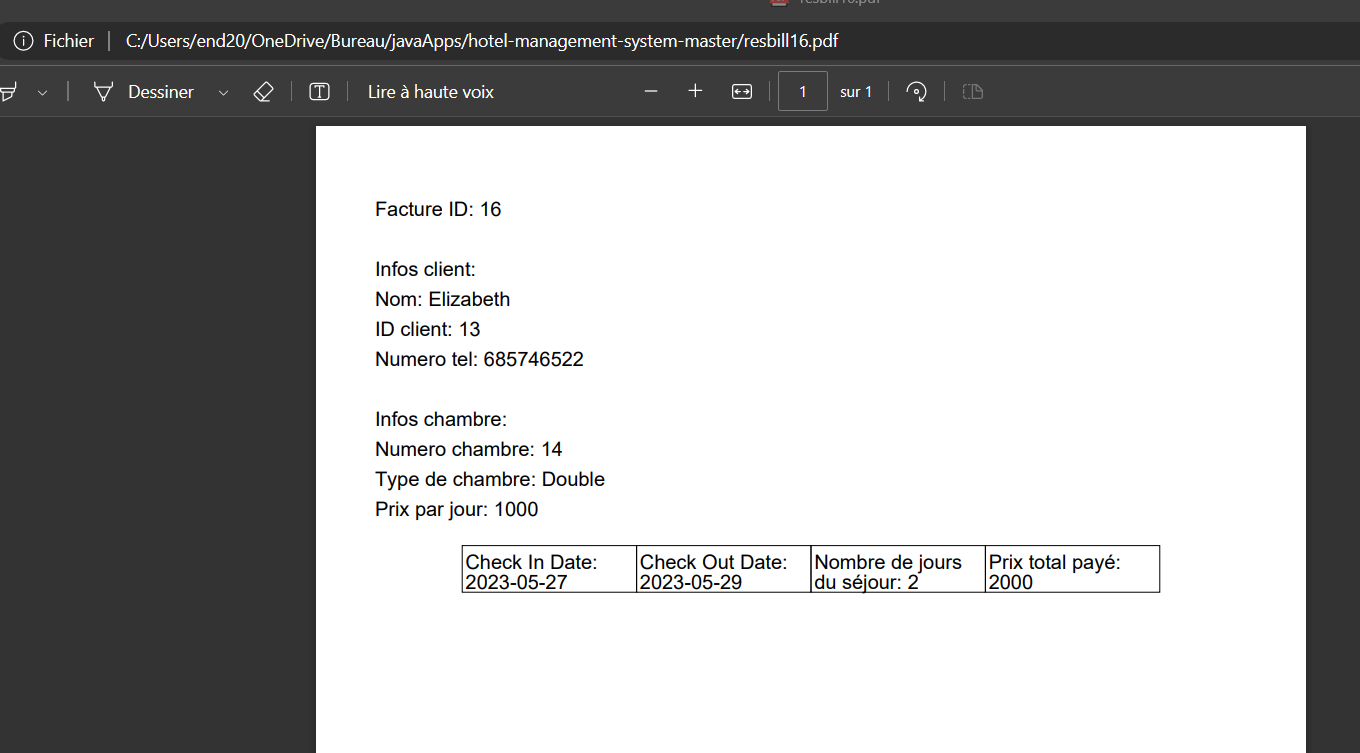 resbill16.pdf
Fichier
C:/Users/end20/OneDrive/Bureau/javaApps/hotel-management-system-master/resbill16.pdf
Dessiner
Lire à haute voix
1
sur 1
Facture ID: 16
Infos client:
Nom: Elizabeth
ID client: 13
Numero tel: 685746522
Infos chambre:
Numero chambre: 14
Type de chambre: Double
Prix par jour: 1000
Check In Date:
2023-05-27
Check Out Date:
2023-05-29
Nombre de jours
du séjour: 2
Prix total payé:
2000